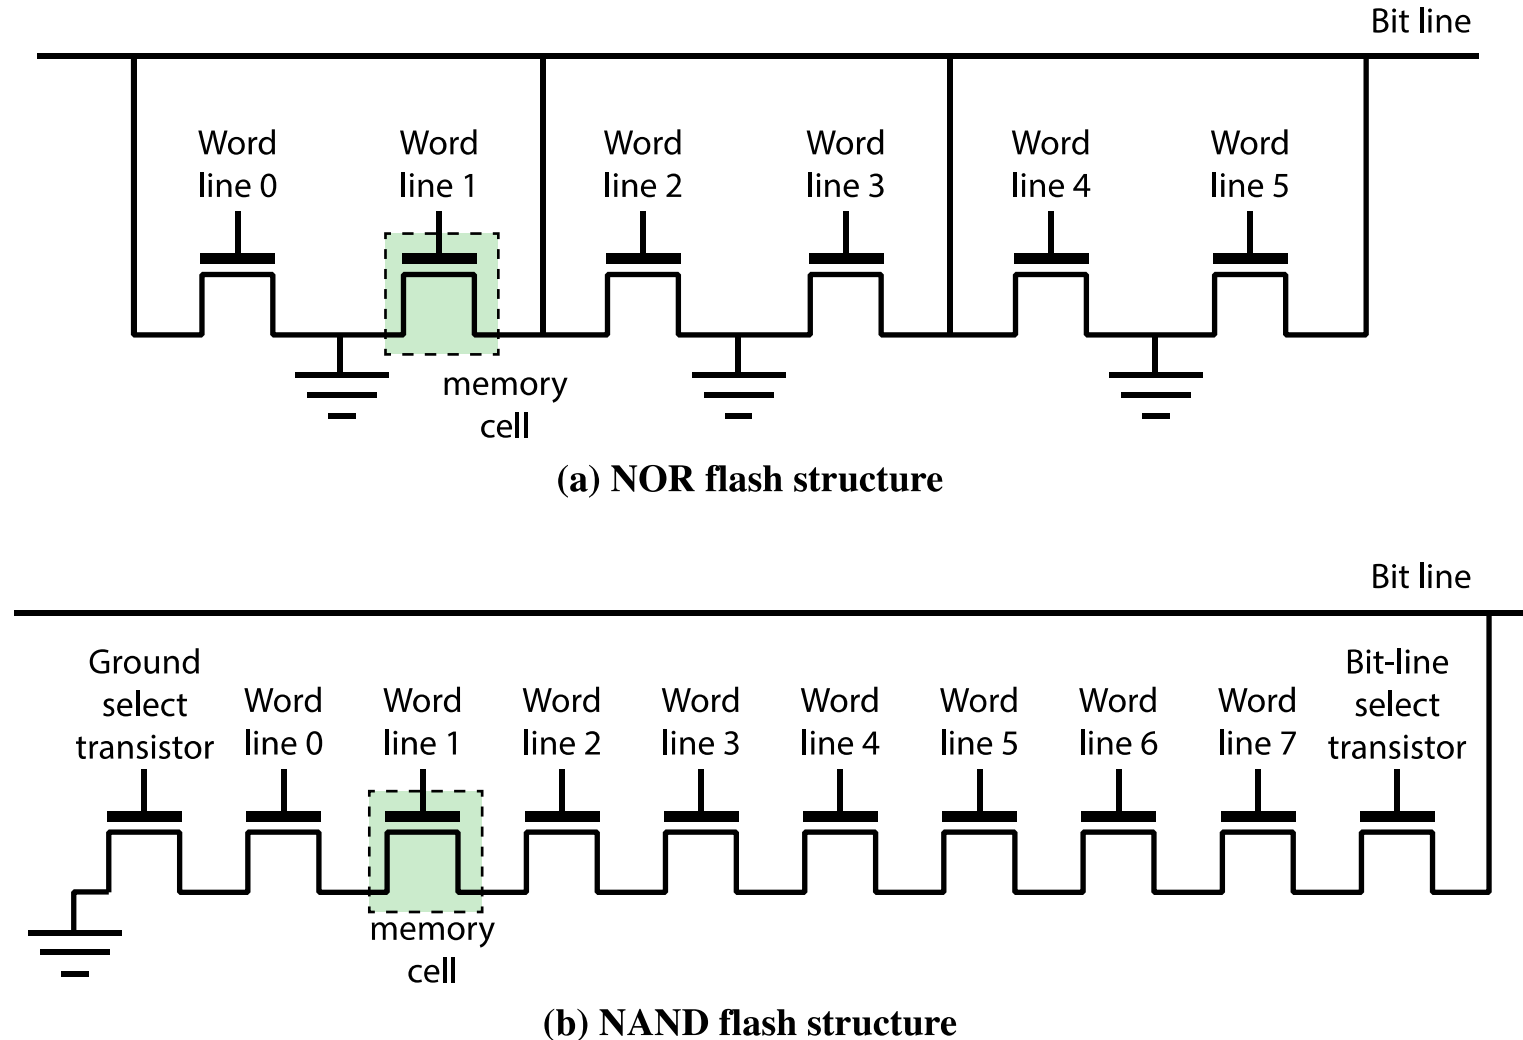 Bit line
Word
line 0
Word
line 1
Word
line 2
Word
line 3
Word
line 4
Word
line 5
memory
cell
(a) NOR flash structure
Bit line
Ground
select
transistor
Word
line 0
Word
line 1
Word
line 2
Word
line 3
Word
line 4
Word
line 5
Word
line 6
Word
line 7
Bit-line
select
transistor
memory
cell
(b) NAND flash structure